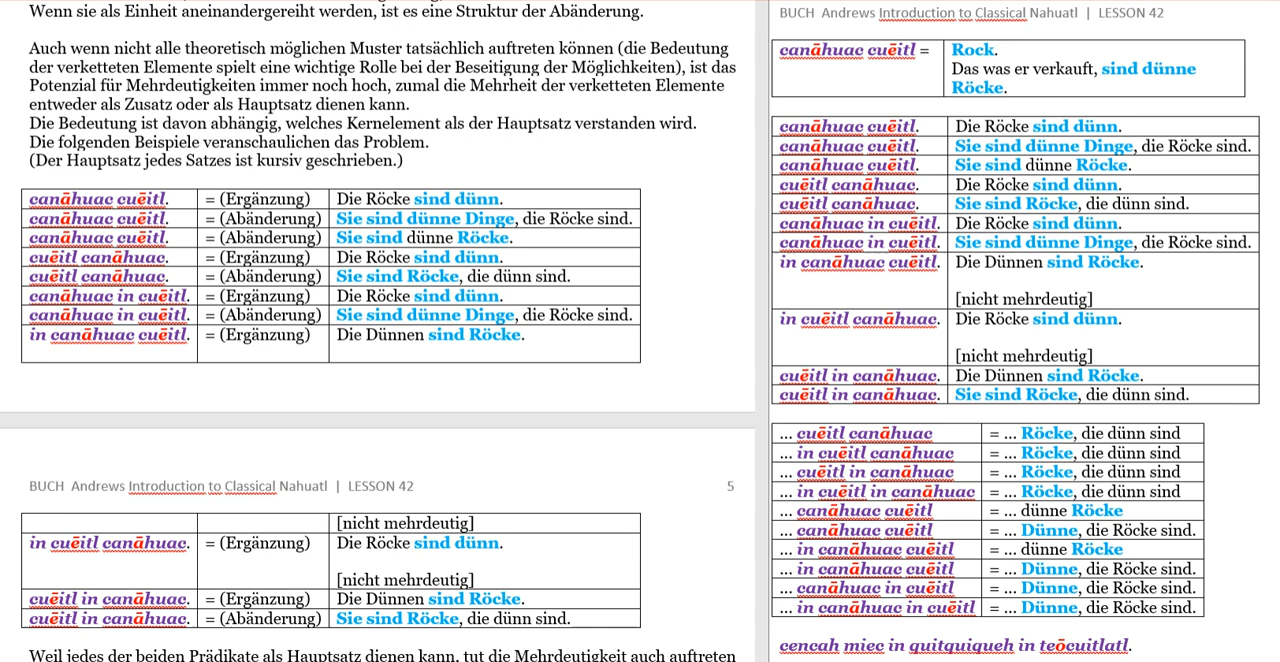 Wenn sie als Einheit aneinandergereiht werden, ist es eine Struktur der Abänderung.
Auch wenn nicht alle theoretisch möglichen Muster tatsächlich auftreten können (die Bedeutung
der verketteten Elemente spielt eine wichtige Rolle bei der Beseitigung der Möglichkeiten), ist das
Potenzial für Mehrdeutigkeiten immer noch hoch, zumal die Mehrheit der verketteten Elemente
entweder als Zusatz oder als Hauptsatz dienen kann.
Die Bedeutung ist davon abhängig, welches Kernelement als der Hauptsatz verstanden wird.
Die folgenden Beispiele veranschaulichen das Problem.
(Der Hauptsatz jedes Satzes ist kursiv geschrieben.)
canāhuac cuēitl. = (Ergänzung) Die Röcke sind dünn.
canāhuac cuēitl. = (Abänderung) Sie sind dünne Dinge, die Röcke sind.
canāhuac cuēitl. = (Abänderung) Sie sind dünne Röcke.
cuēitl canāhuac. = (Ergänzung) Die Röcke sind dünn.
cuēitl canāhuac. = (Abänderung) Sie sind Röcke, die dünn sind.
canāhuac in cuēitl. = (Ergänzung) Die Röcke sind dünn.
canāhuac in cuēitl. = (Abänderung) Sie sind dünne Dinge, die Röcke sind.
in canāhuac cuēitl. = (Ergänzung) Die Dünnen sind Röcke.
BUCH Andrews Introduction to Classical Nahuatl | LESSON 42 5
[nicht mehrdeutig]
in cuēitl canāhuac. = (Ergänzung) Die Röcke sind dünn.
[nicht mehrdeutig]
cuēitl in canāhuac. = (Ergänzung) Die Dünnen sind Röcke.
cuēitl in canāhuac. = (Abänderung) Sie sind Röcke, die dünn sind.
Weil jedes der beiden Prädikate als Hauptsatz dienen kann, tut die Mehrdeutigkeit auch auftreten
BUCH Andrews Introduction to Classical Nahuatl | LESSON 42
canāhuac cuēitl = Rock.
Das was er verkauft, sind dünne
Röcke.
canāhuac cuēitl. Die Röcke sind dünn.
canāhuac cuēitl. Sie sind dünne Dinge, die Röcke sind.
canāhuac cuēitl. Sie sind dünne Röcke.
cuēitl canāhuac. Die Röcke sind dünn.
cuēitl canāhuac. Sie sind Röcke, die dünn sind.
canāhuac in cuēitl. Die Röcke sind dünn.
canāhuac in cuēitl. Sie sind dünne Dinge, die Röcke sind.
in canāhuac cuēitl. Die Dünnen sind Röcke.
[nicht mehrdeutig]
in cuēitl canāhuac. Die Röcke sind dünn.
[nicht mehrdeutig]
cuēitl in canāhuac. Die Dünnen sind Röcke.
cuēitl in canāhuac. Sie sind Röcke, die dünn sind.
... cuēitl canāhuac = ... Röcke, die dünn sind
... in cuēitl canāhuac = ... Röcke, die dünn sind
... cuēitl in canāhuac = ... Röcke, die dünn sind
... in cuēitl in canāhuac = ... Röcke, die dünn sind
... canāhuac cuēitl = ... dünne Röcke
... canāhuac cuēitl = ... Dünne, die Röcke sind.
... in canāhuac cuēitl = ... dünne Röcke
... in canāhuac cuēitl = ... Dünne, die Röcke sind.
... canāhuac in cuēitl = ... Dünne, die Röcke sind.
... in canāhuac in cuēitl = ... Dünne, die Röcke sind.
cencah miec in quitquiqueh in teōcuitlatl.